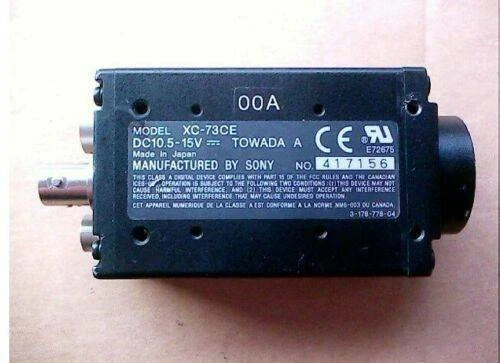 00A
MODEL XC-73CE
DC10.5-15V ⎓ TOWADA A
Made in Japan
CE
E72675
MANUFACTURED BY SONY NO. 417156
THIS CLASS A DIGITAL DEVICE COMPLIES WITH PART 15 OF THE FCC RULES AND THE CANADIAN
OPERATION IS SUBJECT TO THE FOLLOWING TWO CONDITIONS: (1) THIS DEVICE MAY NOT
CAUSE HARMFUL INTERFERENCE, AND (2) THIS DEVICE MUST ACCEPT ANY INTERFERENCE
RECEIVED, INCLUDING INTERFERENCE THAT MAY CAUSE UNDESIRED OPERATION.
CET APPAREIL NUMERIQUE DE LA CLASSE A EST CONFORME A LA NORME NMB-003 DU CANADA.
3-178-778-04